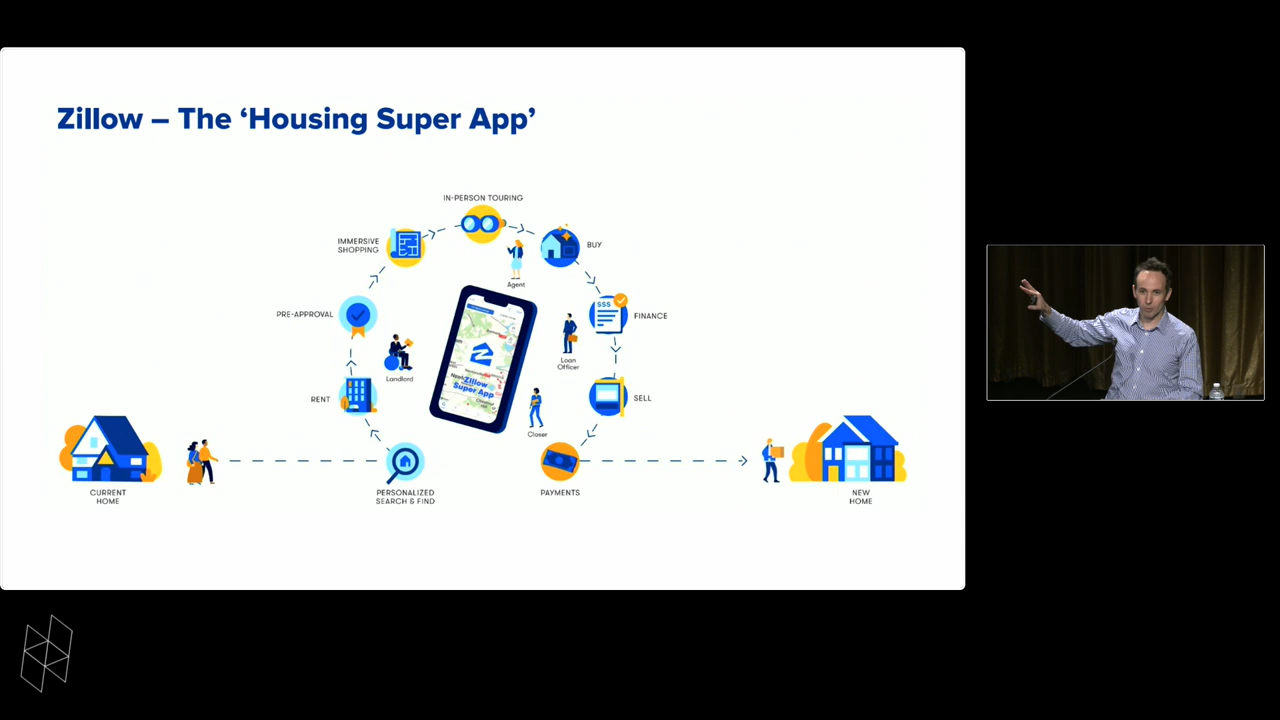 Zillow – The ‘Housing Super App’
IN-PERSON TOURING
IMMERSIVE
SHOPPING
BUY
Agent
PRE-APPROVAL
$$$
FINANCE
Landlord
Loan
Officer
Zillow
Super App
RENT
SELL
Closer
CURRENT
HOME
PERSONALIZED
SEARCH & FIND
PAYMENTS
NEW
HOME